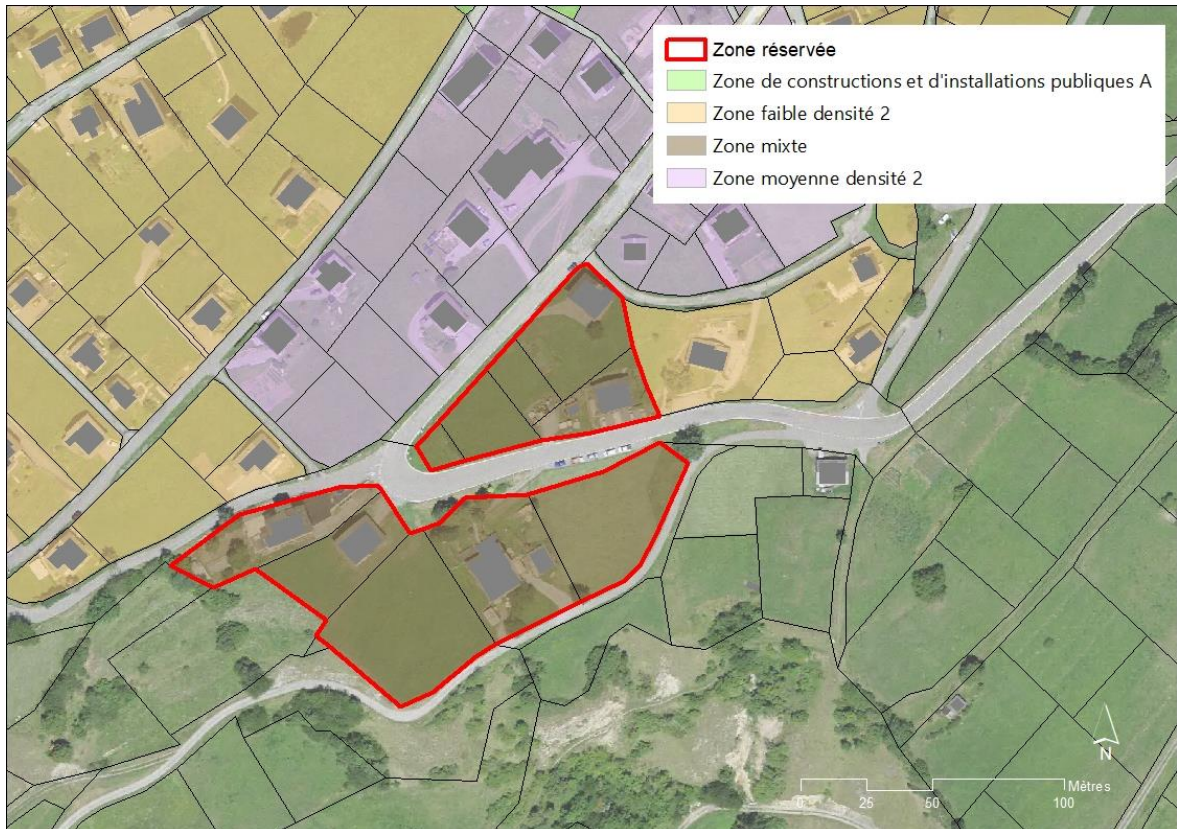 Zone réservée
Zone de constructions et d'installations publiques A
Zone faible densité 2
Zone mixte
Zone moyenne densité 2
N
Mètres
0 25 50 100